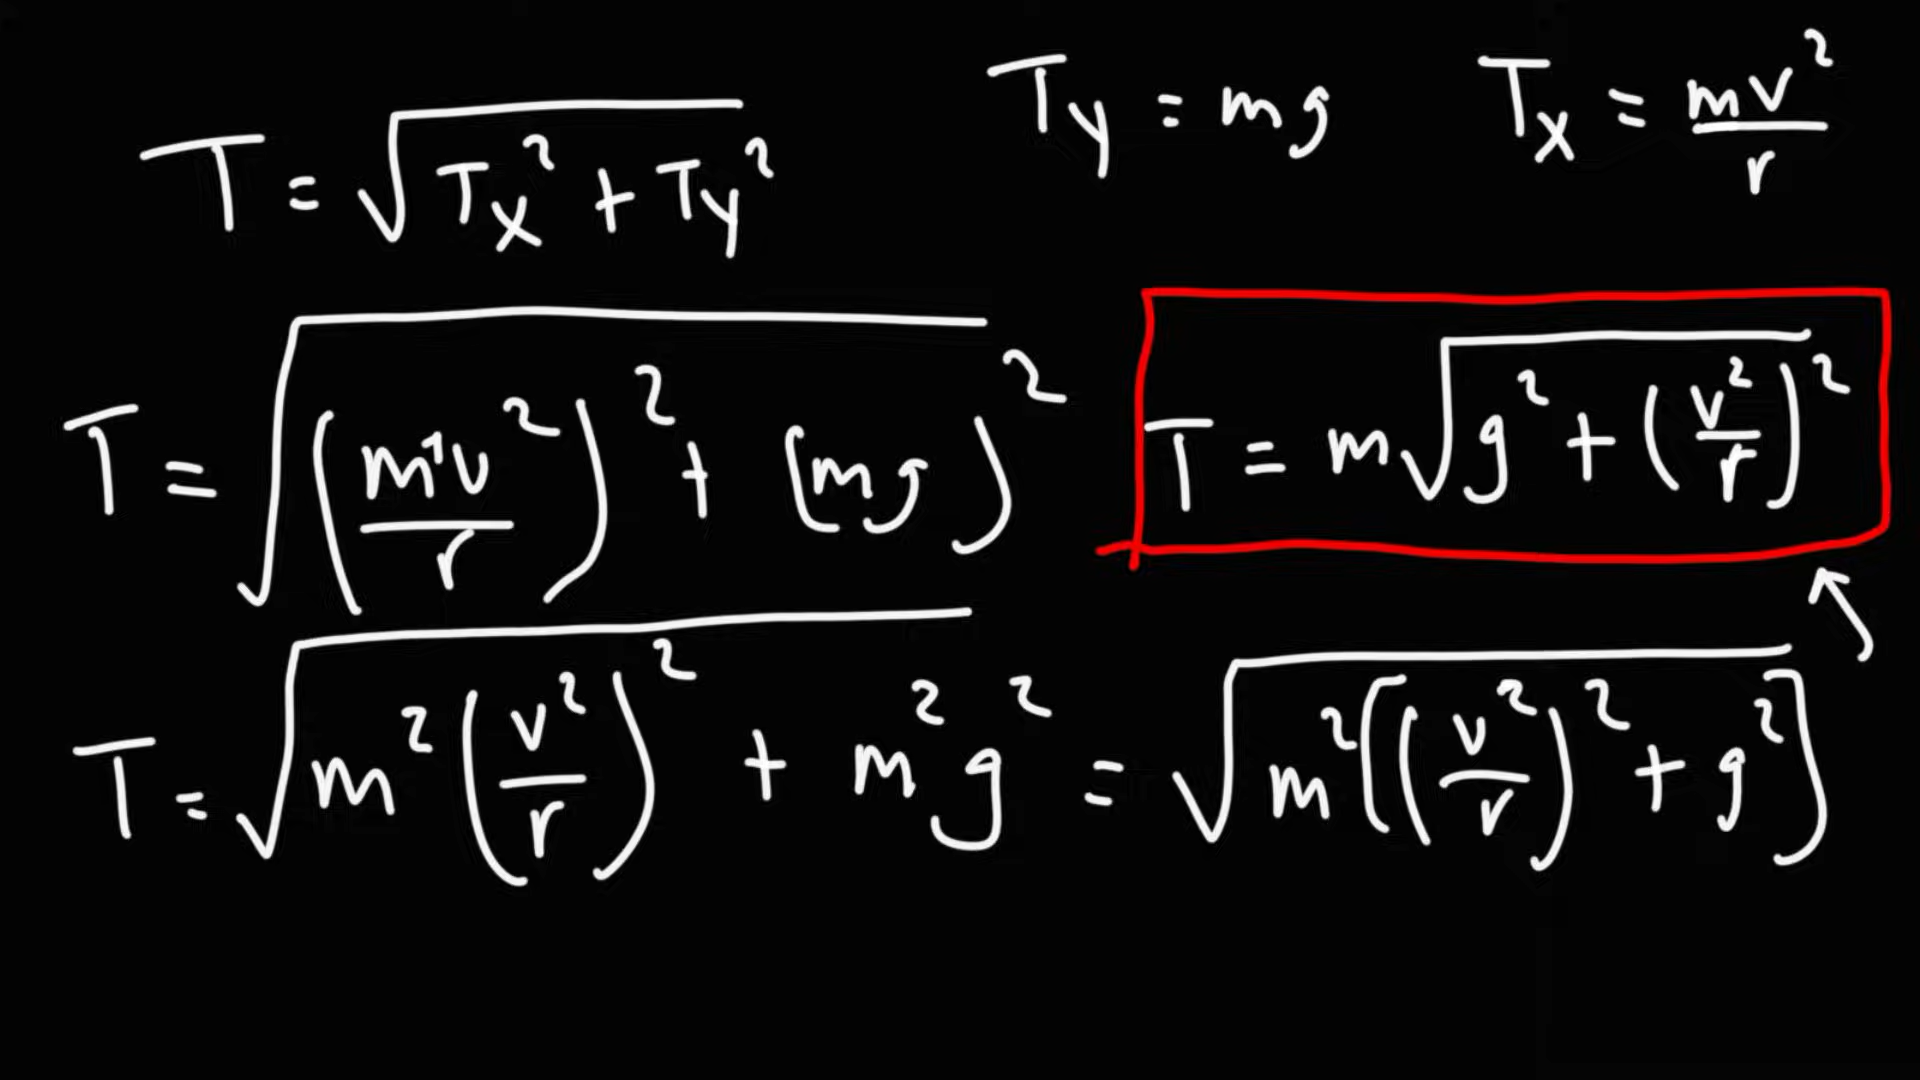 T = √(Tx² + Ty²)
Ty = mg
Tx = mv²/r
T = √((m¹v²/r)² + (mg)²)
T = m√(g² + (v²/r)²)
T = √(m²(v²/r)² + m²g²) = √(m²[(v²/r)² + g²])